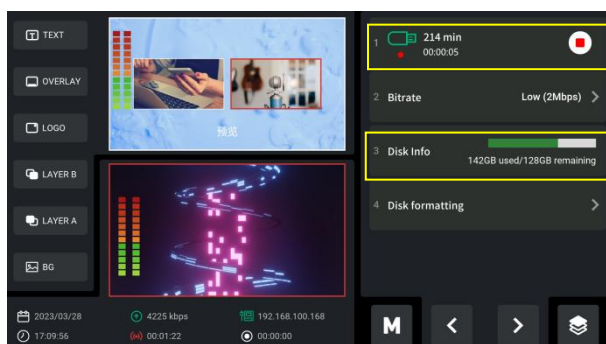 TEXT
OVERLAY
LOGO
LAYER B
LAYER A
BG
预览
1 214 min
00:00:05
2 Bitrate Low (2Mbps) >
3 Disk Info
142GB used/128GB remaining
4 Disk formatting >
2023/03/28 4225 kbps 192.168.100.168
17:09:56 00:01:22 00:00:00
M < >